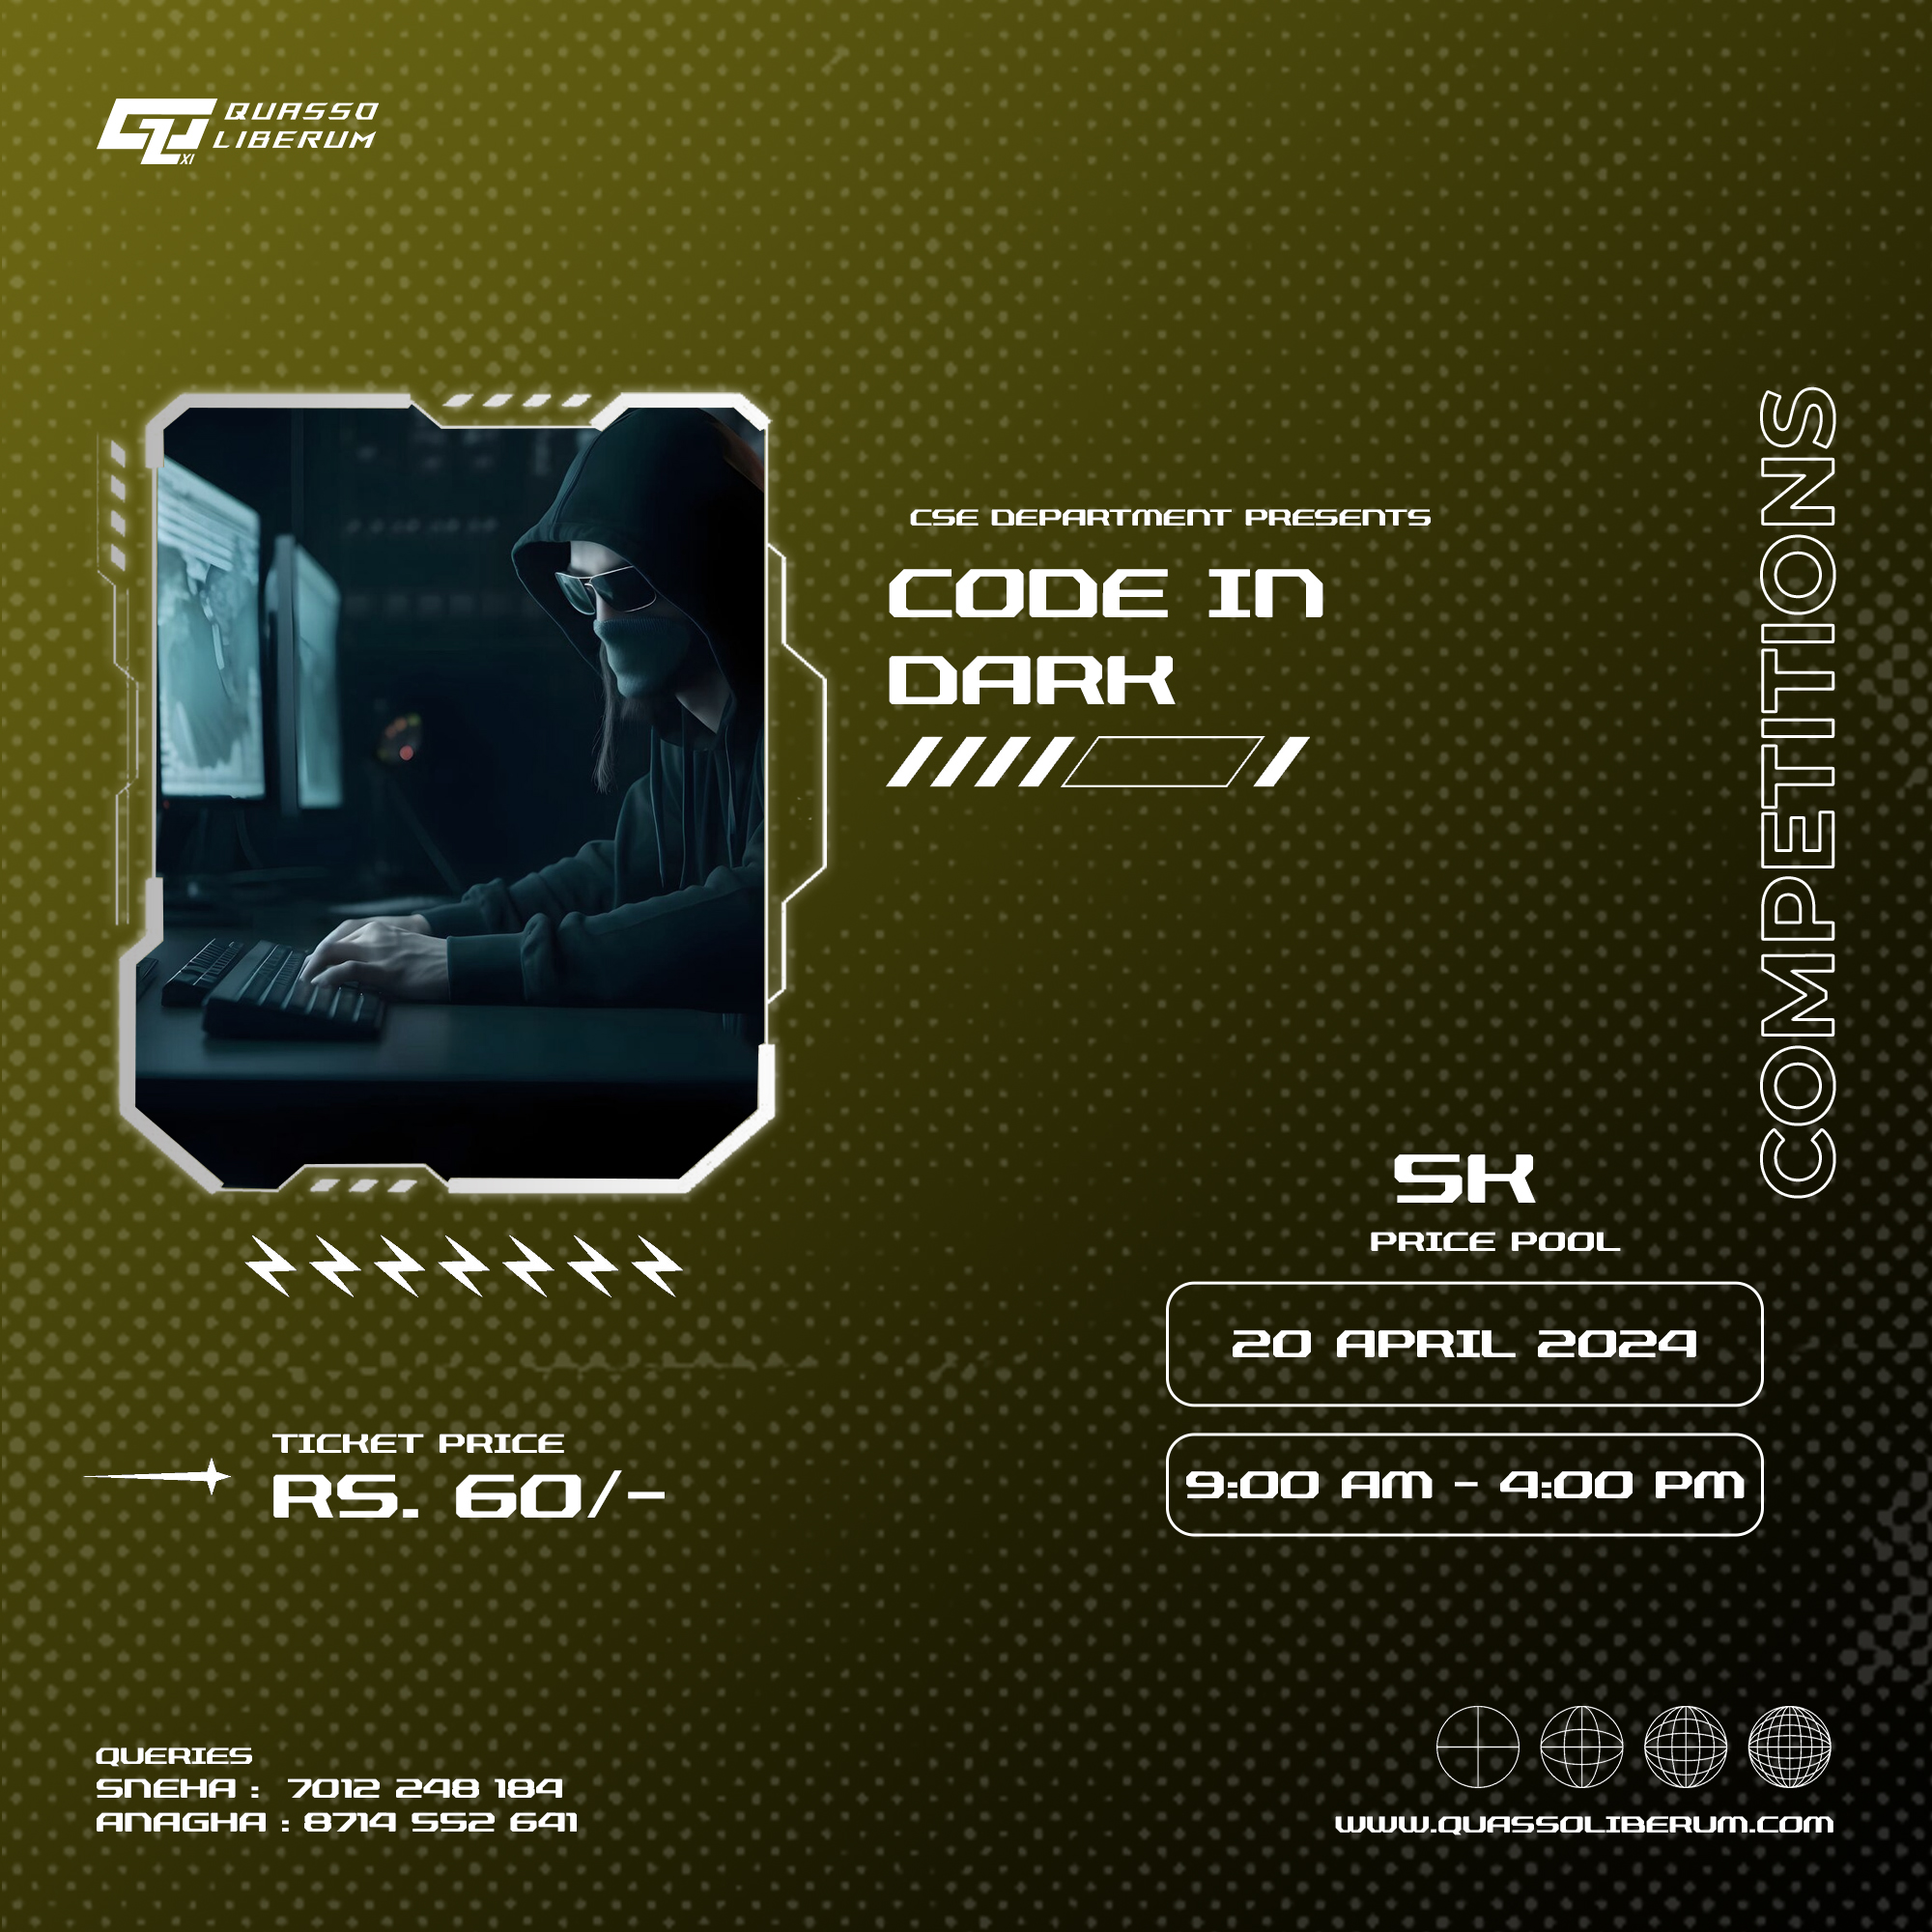 QUASSO
LIBERUM
XI
CSE DEPARTMENT PRESENTS
CODE IN
DARK
COMPETITIONS
5K
PRICE POOL
20 APRIL 2024
9:00 AM - 4:00 PM
TICKET PRICE
RS. 60/-
QUERIES
SNEHA : 7012 248 184
ANAGHA : 8714 552 641
WWW.QUASSOLIBERUM.COM